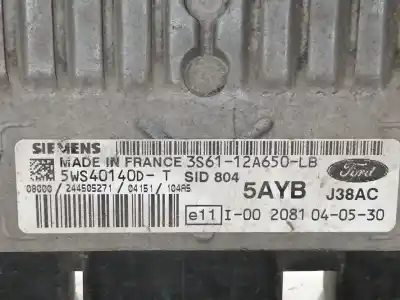 SIEMENS
MADE IN FRANCE 3S61-12A650-LB
5WS40140D-T SID 804
08000/244505271/04151/104A5
5AYB J38AC
Ford
e11 I-00 2081 04-05-30